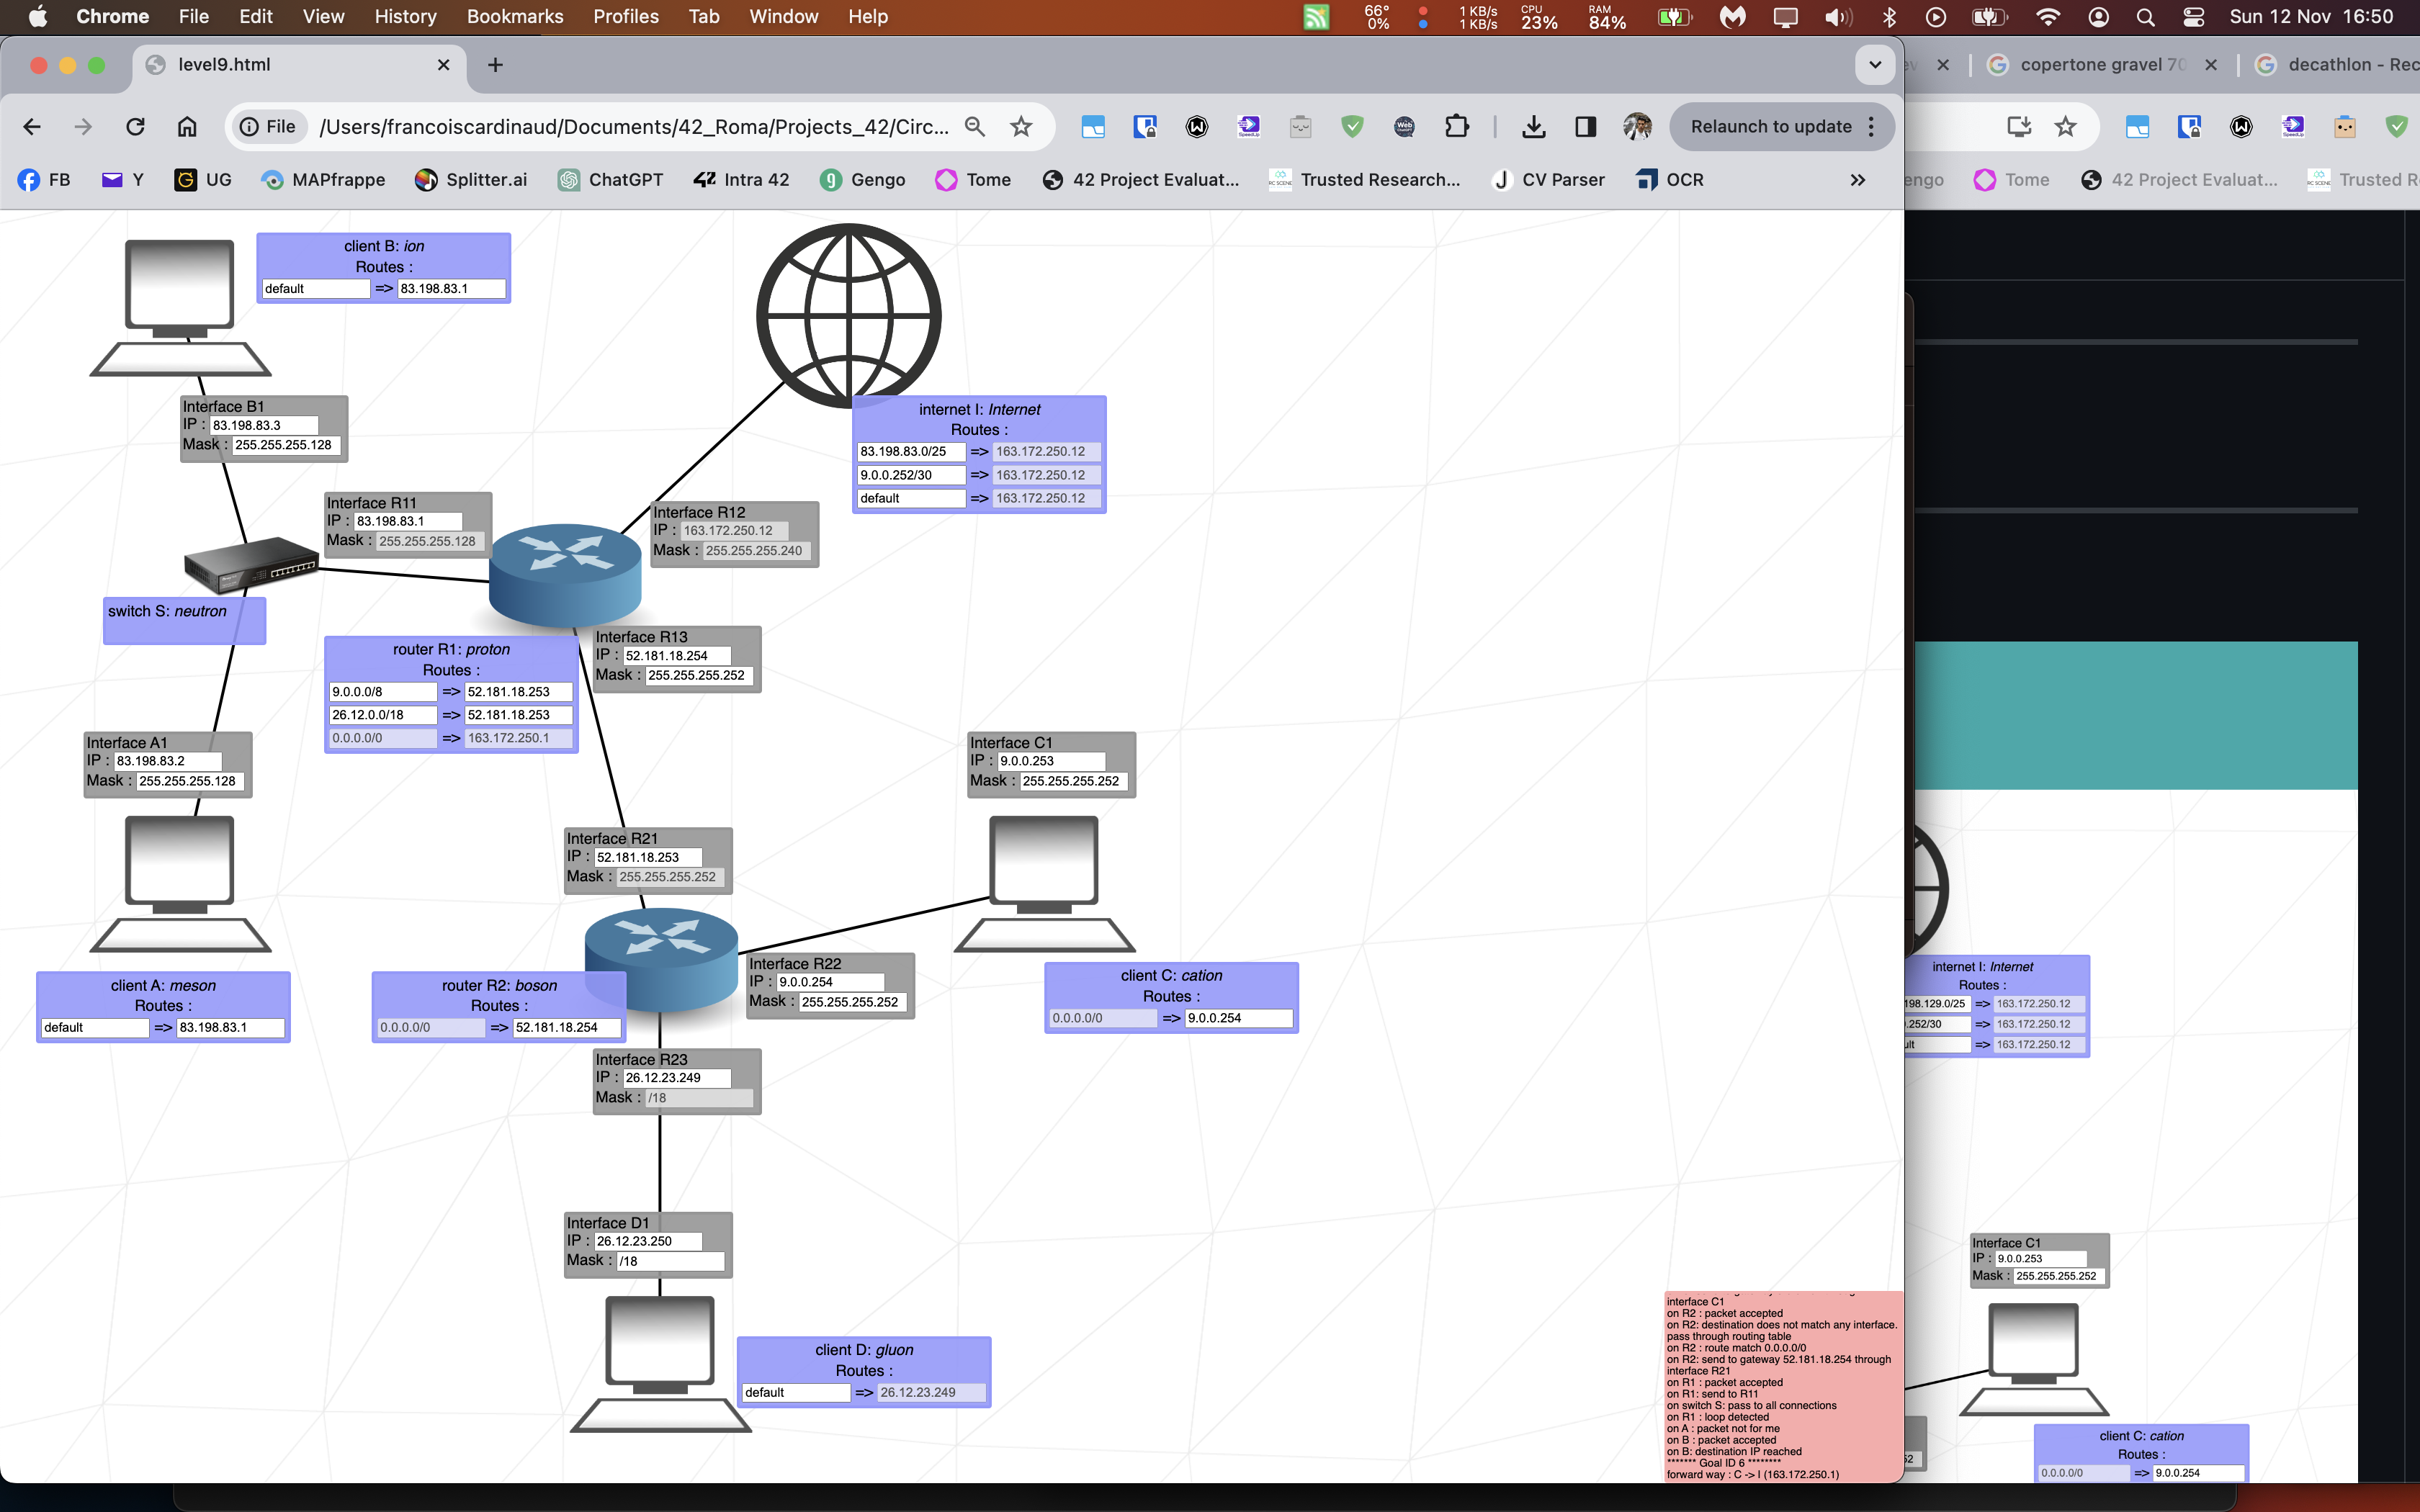 Chrome File Edit View History Bookmarks Profiles Tab Window Help
66° 0% 1 KB/s 1 KB/s CPU 23% RAM 84% Sun 12 Nov 16:50
level9.html
copertone gravel 70
decathlon - Rec
File /Users/francoiscardinaud/Documents/42_Roma/Projects_42/Circ...
Relaunch to update
FB Y UG MAPfrappe Splitter.ai ChatGPT Intra 42 Gengo Tome 42 Project Evaluat... Trusted Research... CV Parser OCR »
engo Tome 42 Project Evaluat... Trusted R
client B: ion
Routes :
default => 83.198.83.1
Interface B1
IP : 83.198.83.3
Mask : 255.255.255.128
internet I: Internet
Routes :
83.198.83.0/25 => 163.172.250.12
9.0.0.252/30 => 163.172.250.12
default => 163.172.250.12
Interface R11
IP : 83.198.83.1
Mask : 255.255.255.128
Interface R12
IP : 163.172.250.12
Mask : 255.255.255.240
switch S: neutron
Interface R13
IP : 52.181.18.254
Mask : 255.255.255.252
router R1: proton
Routes :
9.0.0.0/8 => 52.181.18.253
26.12.0.0/18 => 52.181.18.253
0.0.0.0/0 => 163.172.250.1
Interface A1
IP : 83.198.83.2
Mask : 255.255.255.128
Interface C1
IP : 9.0.0.253
Mask : 255.255.255.252
Interface R21
IP : 52.181.18.253
Mask : 255.255.255.252
Interface R22
IP : 9.0.0.254
Mask : 255.255.255.252
client A: meson
Routes :
default => 83.198.83.1
router R2: boson
Routes :
0.0.0.0/0 => 52.181.18.254
client C: cation
Routes :
0.0.0.0/0 => 9.0.0.254
Interface R23
IP : 26.12.23.249
Mask : /18
Interface D1
IP : 26.12.23.250
Mask : /18
client D: gluon
Routes :
default => 26.12.23.249
interface C1
on R2 : packet accepted
on R2: destination does not match any interface.
pass through routing table
on R2 : route match 0.0.0.0/0
on R2: send to gateway 52.181.18.254 through
interface R21
on R1 : packet accepted
on R1: send to R11
on switch S: pass to all connections
on R1 : loop detected
on A : packet not for me
on B : packet accepted
on B: destination IP reached
******* Goal ID 6 ********
forward way : C -> I (163.172.250.1)
internet I: Internet
Routes :
198.129.0/25 => 163.172.250.12
.252/30 => 163.172.250.12
ult => 163.172.250.12
Interface C1
IP : 9.0.0.253
Mask : 255.255.255.252
client C: cation
Routes :
52
0.0.0.0/0 => 9.0.0.254